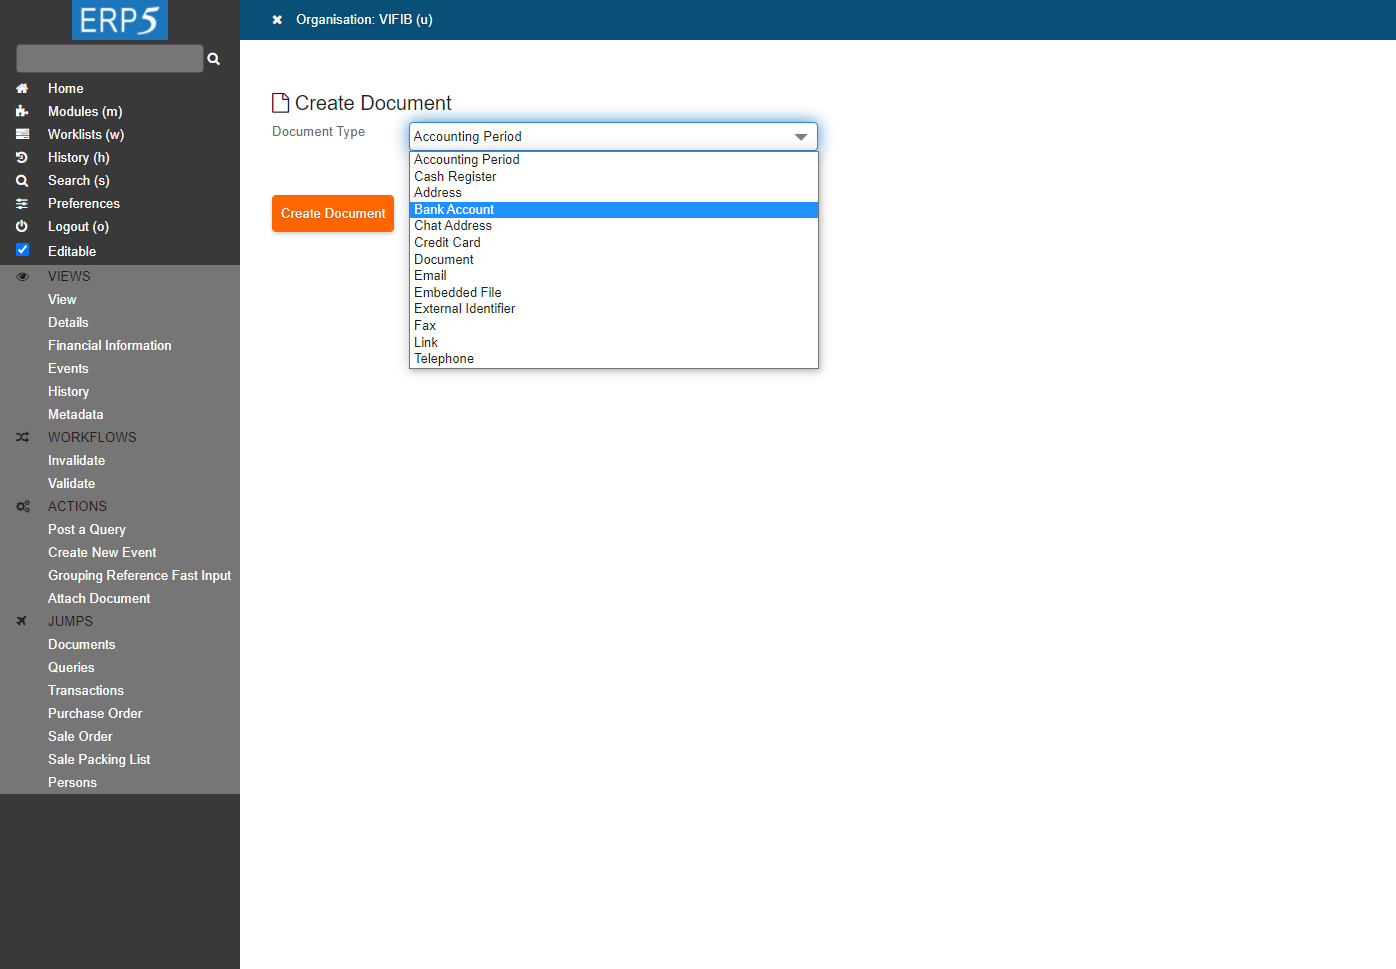 ERP5
Organisation: VIFIB (u)
Home
Modules (m)
Worklists (w)
History (h)
Search (s)
Preferences
Logout (o)
Editable
VIEWS
View
Details
Financial Information
Events
History
Metadata
WORKFLOWS
Invalidate
Validate
ACTIONS
Post a Query
Create New Event
Grouping Reference Fast Input
Attach Document
JUMPS
Documents
Queries
Transactions
Purchase Order
Sale Order
Sale Packing List
Persons
Create Document
Document Type
Accounting Period
Accounting Period
Cash Register
Address
Bank Account
Chat Address
Credit Card
Document
Email
Embedded File
External Identifier
Fax
Link
Telephone
Create Document